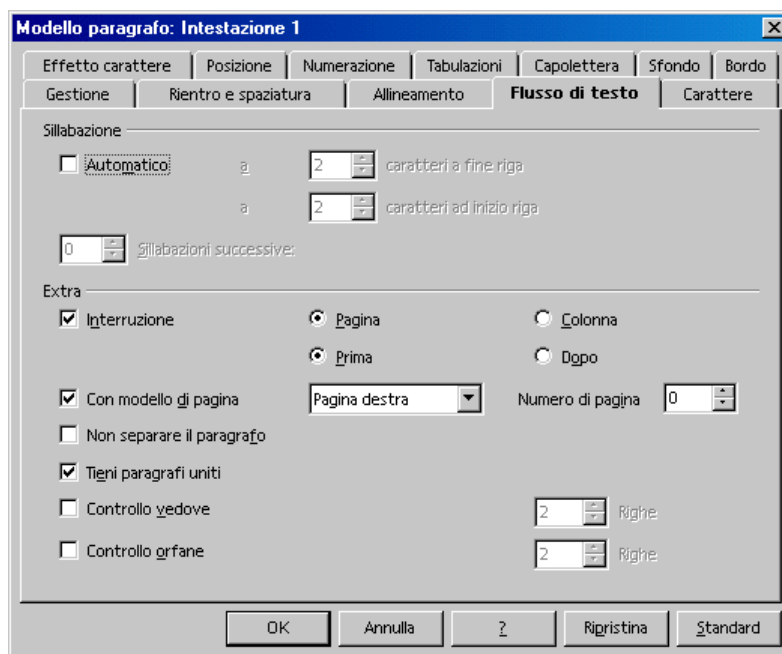 Modello paragrafo: Intestazione 1
Effetto carattere Posizione Numerazione Tabulazioni Capolettera Sfondo Bordo
Gestione Rientro e spaziatura Allineamento Flusso di testo Carattere
Sillabazione
Automatico a 2 caratteri a fine riga
a 2 caratteri ad inizio riga
0 Sillabazioni successive:
Extra
Interruzione Pagina Colonna
Prima Dopo
Con modello di pagina Pagina destra Numero di pagina 0
Non separare il paragrafo
Tieni paragrafi uniti
Controllo vedove 2 Righe
Controllo orfane 2 Righe
OK Annulla ? Ripristina Standard